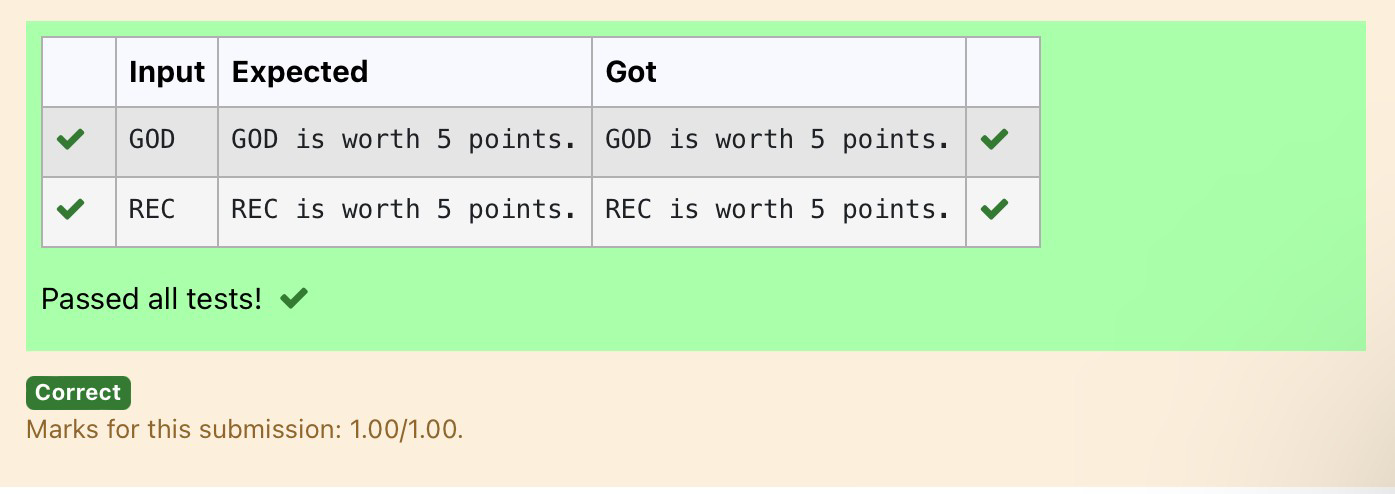 Input Expected Got
GOD GOD is worth 5 points. GOD is worth 5 points.
REC REC is worth 5 points. REC is worth 5 points.
Passed all tests!
Correct
Marks for this submission: 1.00/1.00.